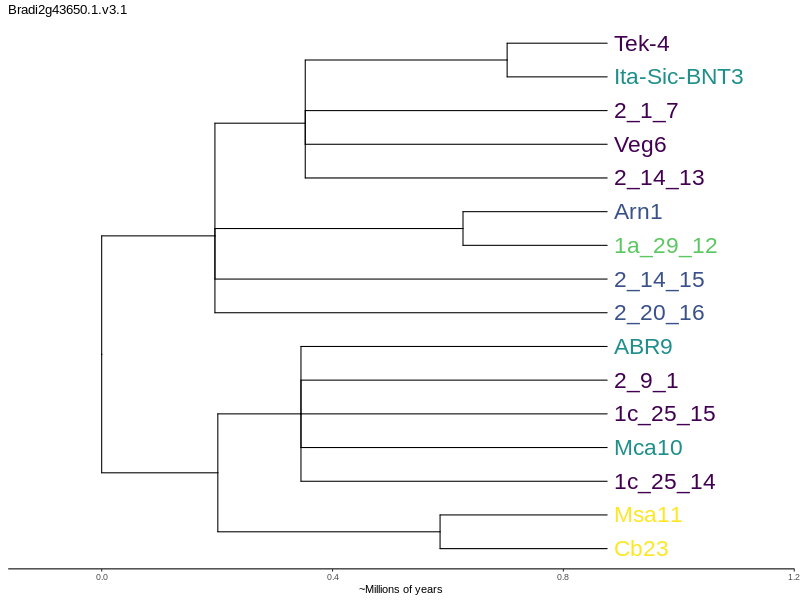 Bradi2g43650.1.v3.1
Tek-4
Ita-Sic-BNT3
2_1_7
Veg6
2_14_13
Arn1
1a_29_12
2_14_15
2_20_16
ABR9
2_9_1
1c_25_15
Mca10
1c_25_14
Msa11
Cb23
0.0 0.4 0.8 1.2
~Millions of years